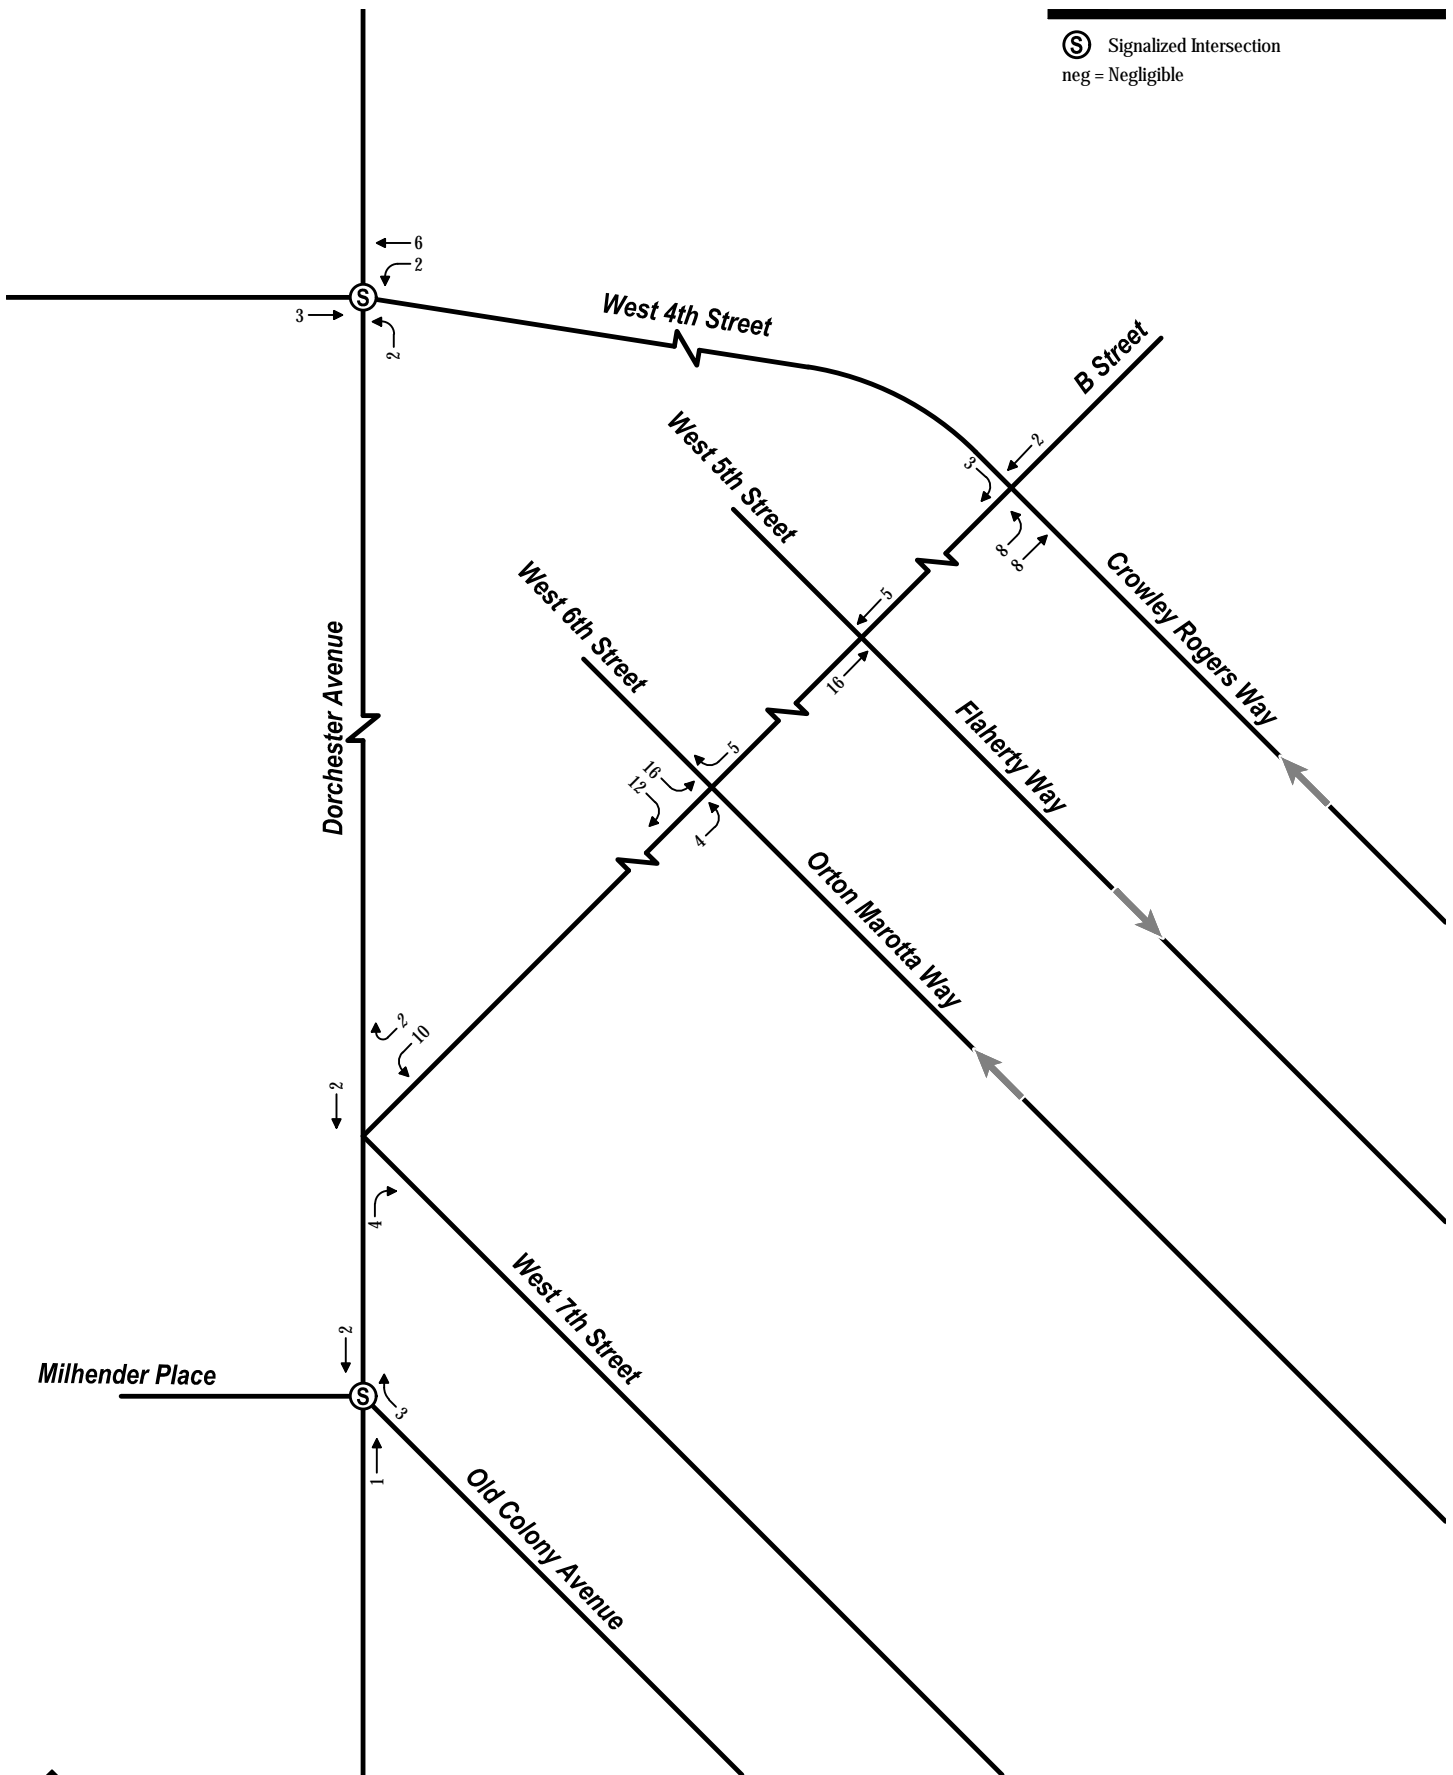 S Signalized Intersection
neg = Negligible
6
2
S
3
2
West 4th Street
B Street
2
3
8
8
West 5th Street
Crowley Rogers Way
5
16
West 6th Street
Flaherty Way
Dorchester Avenue
5
16
12
4
Orton Marotta Way
2
10
2
4
West 7th Street
2
Milhender Place
S
3
1
Old Colony Avenue